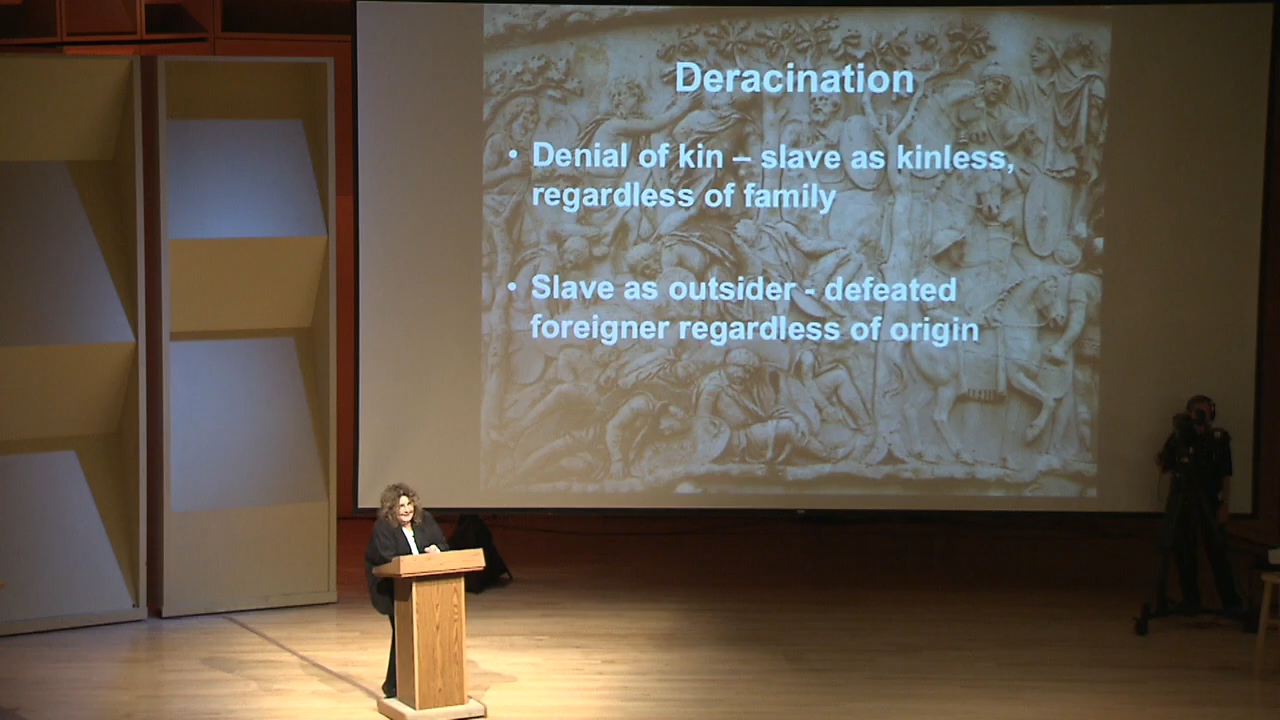 Deracination
• Denial of kin – slave as kinless,
regardless of family
• Slave as outsider - defeated
foreigner regardless of origin